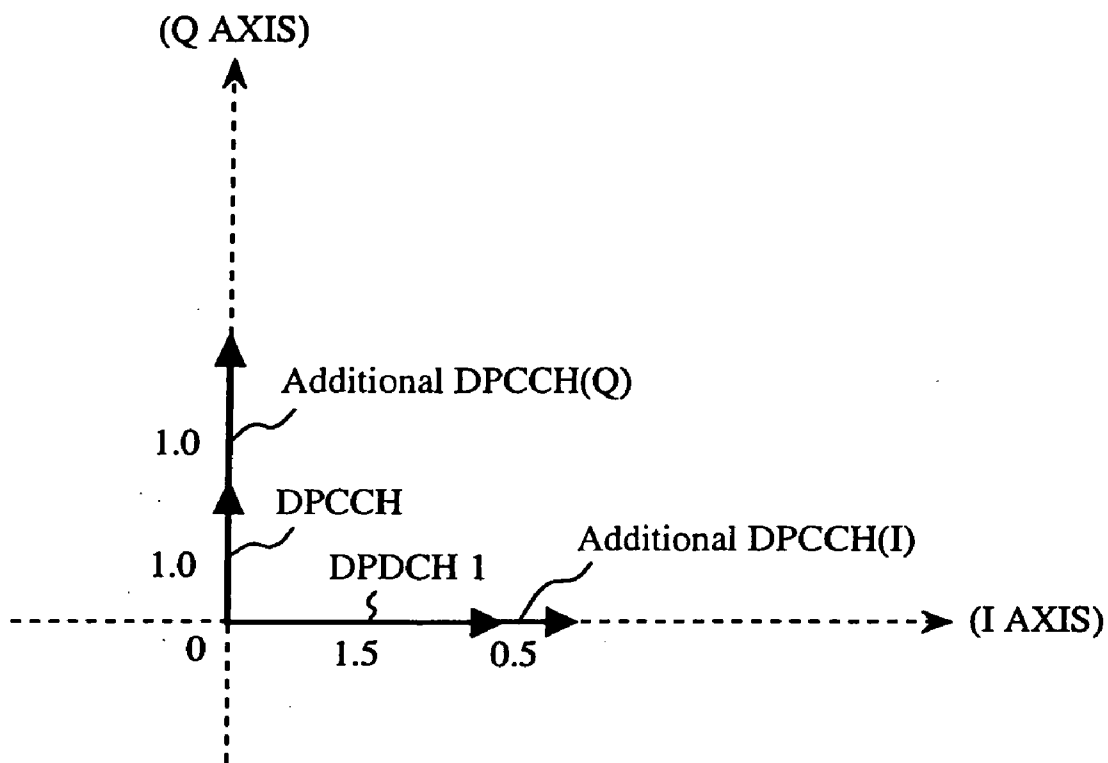 (Q AXIS)
Additional DPCCH(Q)
1.0
DPCCH
Additional DPCCH(I)
1.0
DPDCH 1
(I AXIS)
0
1.5
0.5